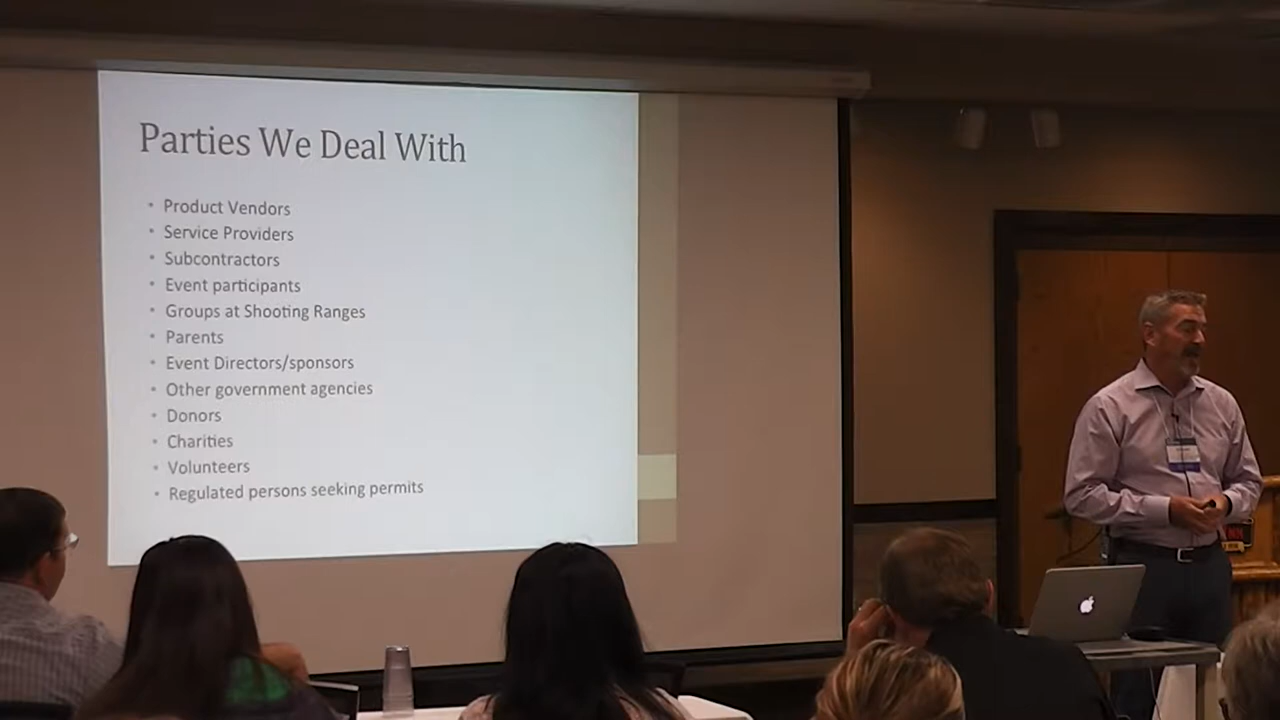 Parties We Deal With
• Product Vendors
• Service Providers
• Subcontractors
• Event participants
• Groups at Shooting Ranges
• Parents
• Event Directors/sponsors
• Other government agencies
• Donors
• Charities
• Volunteers
• Regulated persons seeking permits